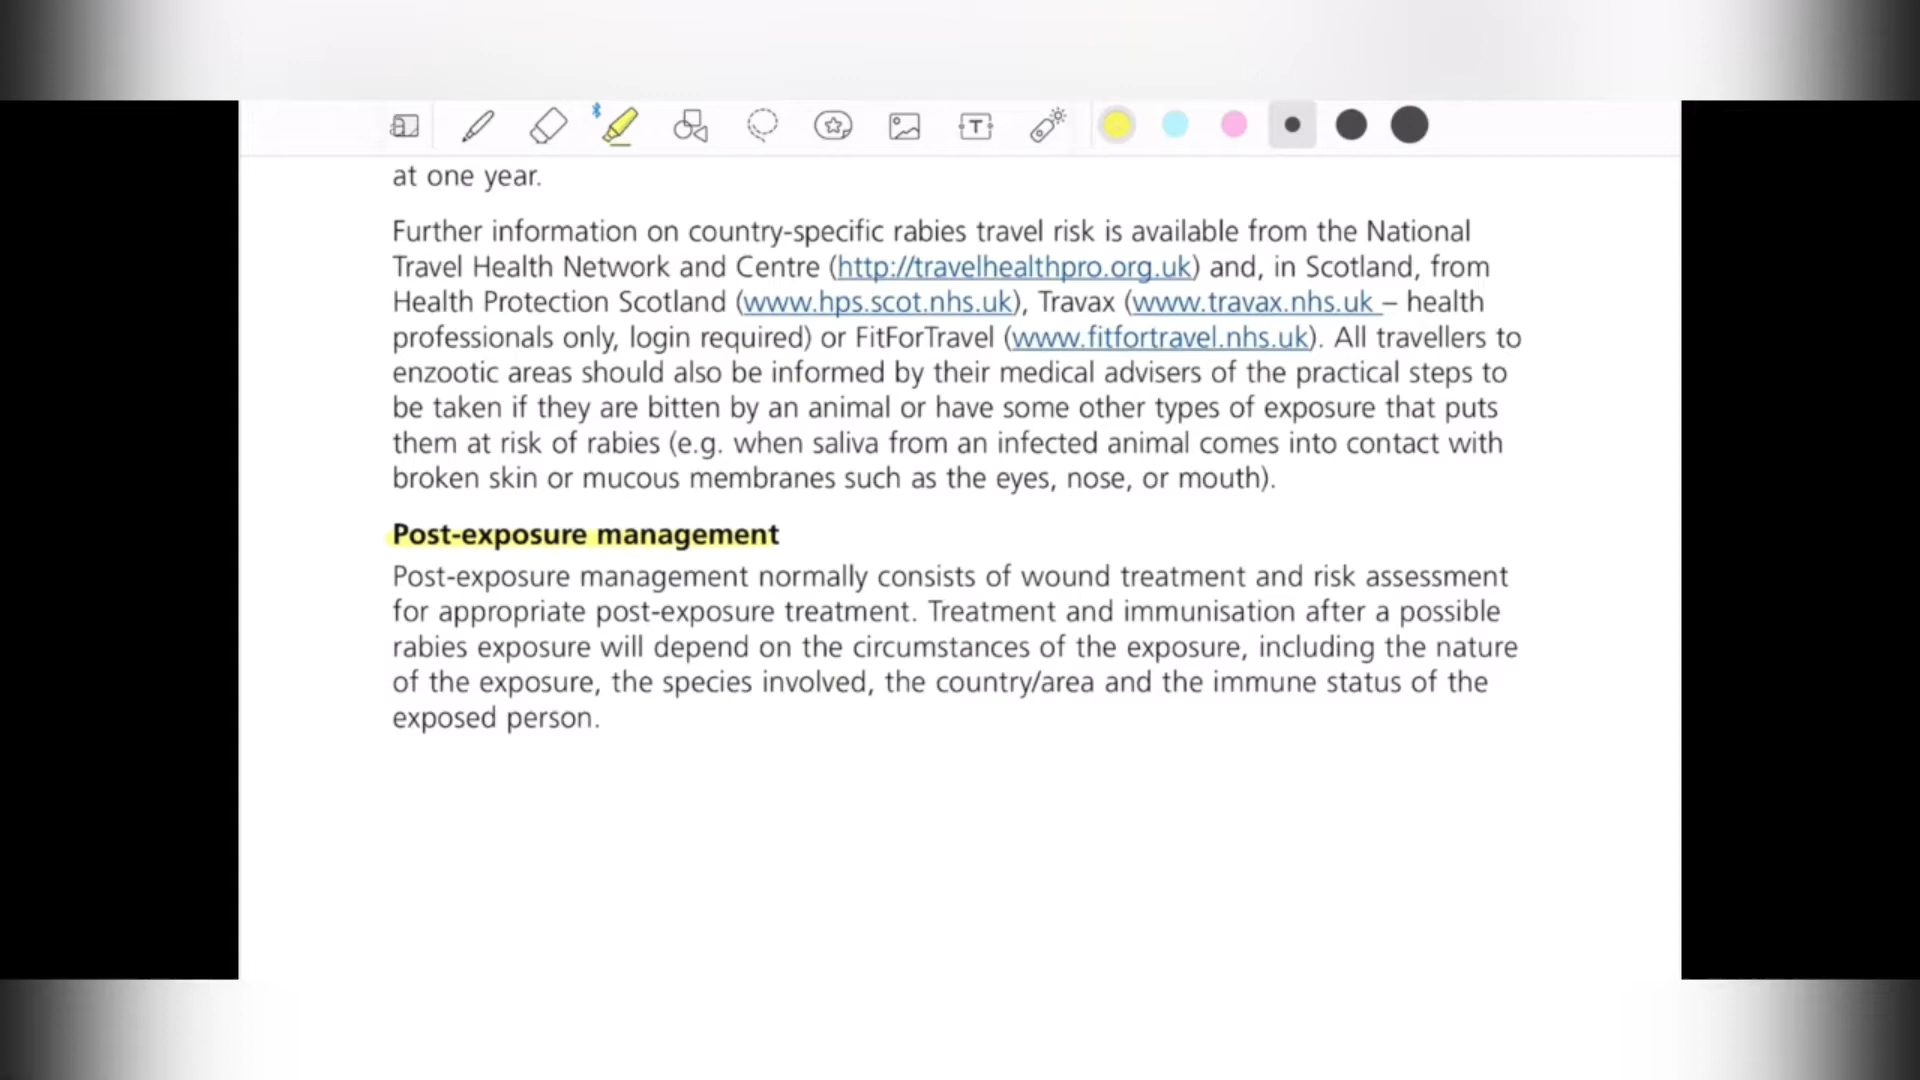 at one year.
Further information on country-specific rabies travel risk is available from the National
Travel Health Network and Centre (http://travelhealthpro.org.uk) and, in Scotland, from
Health Protection Scotland (www.hps.scot.nhs.uk), Travax (www.travax.nhs.uk – health
professionals only, login required) or FitForTravel (www.fitfortravel.nhs.uk). All travellers to
enzootic areas should also be informed by their medical advisers of the practical steps to
be taken if they are bitten by an animal or have some other types of exposure that puts
them at risk of rabies (e.g. when saliva from an infected animal comes into contact with
broken skin or mucous membranes such as the eyes, nose, or mouth).
Post-exposure management
Post-exposure management normally consists of wound treatment and risk assessment
for appropriate post-exposure treatment. Treatment and immunisation after a possible
rabies exposure will depend on the circumstances of the exposure, including the nature
of the exposure, the species involved, the country/area and the immune status of the
exposed person.